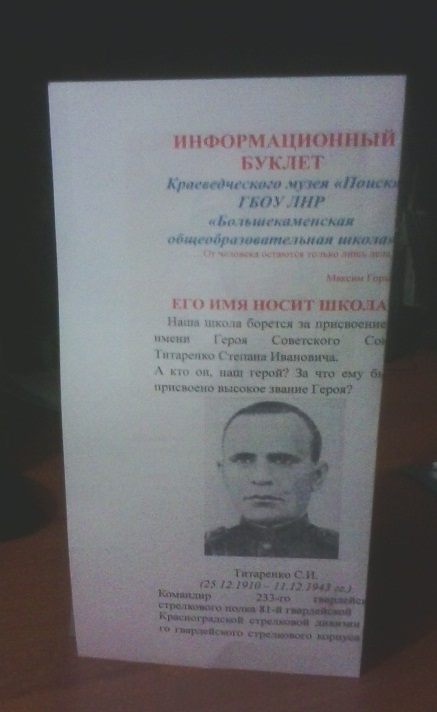 ИНФОРМАЦИОННЫЙ
БУКЛЕТ
Краеведческого музея «Поиск»
ГБОУ ЛНР
«Большекаменская
общеобразовательная школа»
От человека остаются только лишь дела
Максим
ЕГО ИМЯ НОСИТ ШКОЛА
Наша школа борется за присвоение
имени Героя Советского
Титаренко Степана Ивановича.
А кто он, наш герой? За что ему
присвоено высокое звание Героя?
Титаренко С.И.
(25.12.1910 – 11.12.1943 гг.)
Командир 233-го
стрелкового полка 81-й гвардейской
Красноградской стрелковой дивизии
го гвардейского стрелкового корпуса